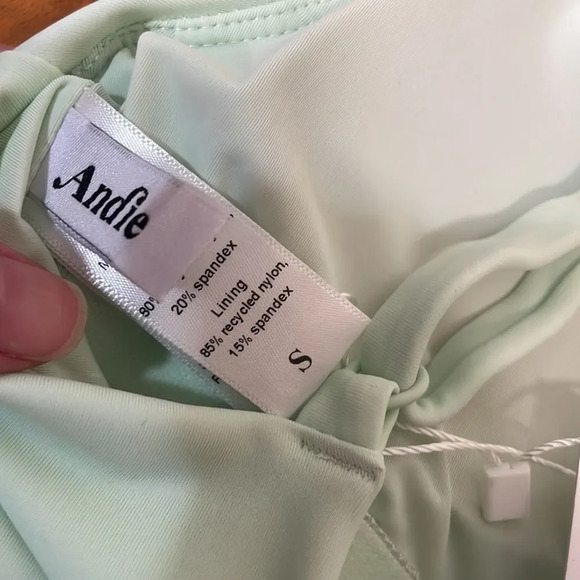 Andie
20% spandex
Lining
85% recycled nylon,
15% spandex
S